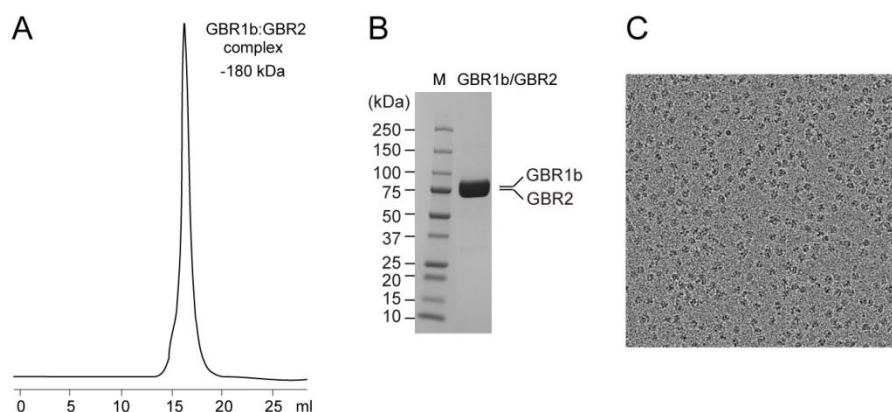 A
GBR1b:GBR2
complex
-180 kDa
0 5 10 15 20 25 ml
B
M GBR1b/GBR2
(kDa)
250
150
100
75
50
37
25
20
15
10
GBR1b
GBR2
C